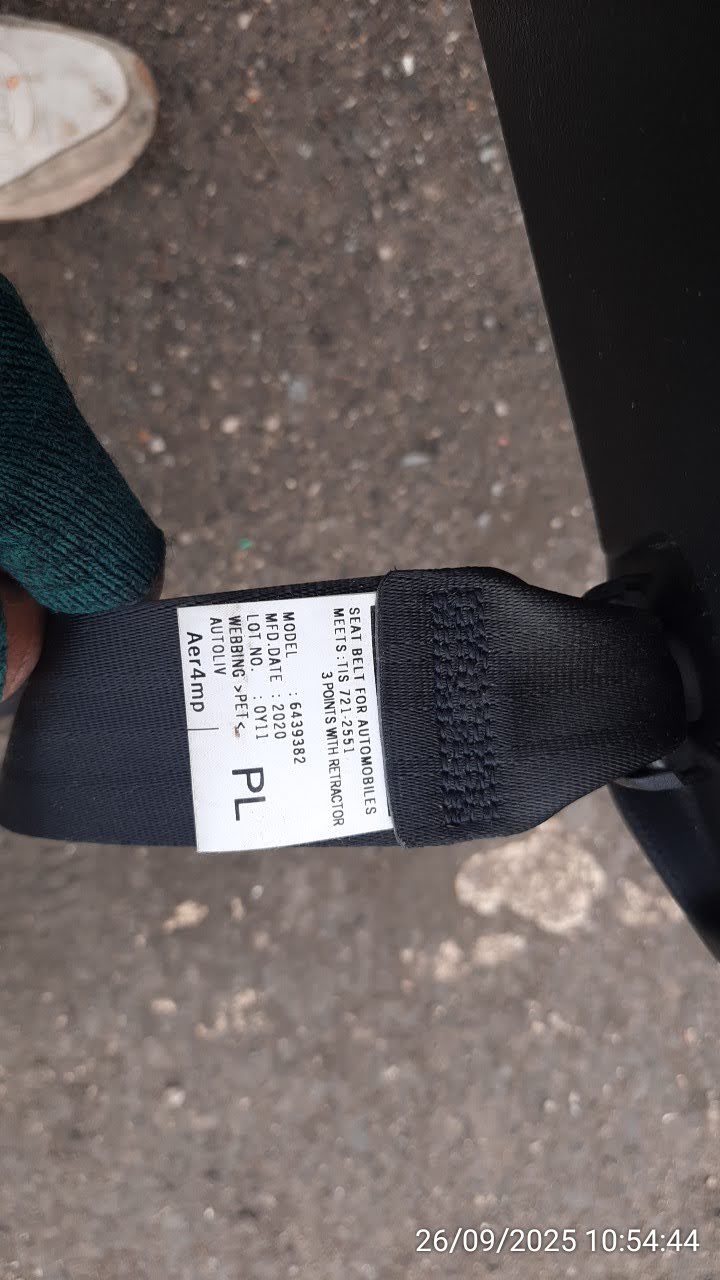 SEAT BELT FOR AUTOMOBILES
MEETS:TIS 721-2551
3 POINTS WITH RETRACTOR
MODEL : 6439382
MFD.DATE : 2020
LOT NO. : 0Y11
WEBBING >PET<
AUTOLIV
PL
Aer4mp
26/09/2025 10:54:44